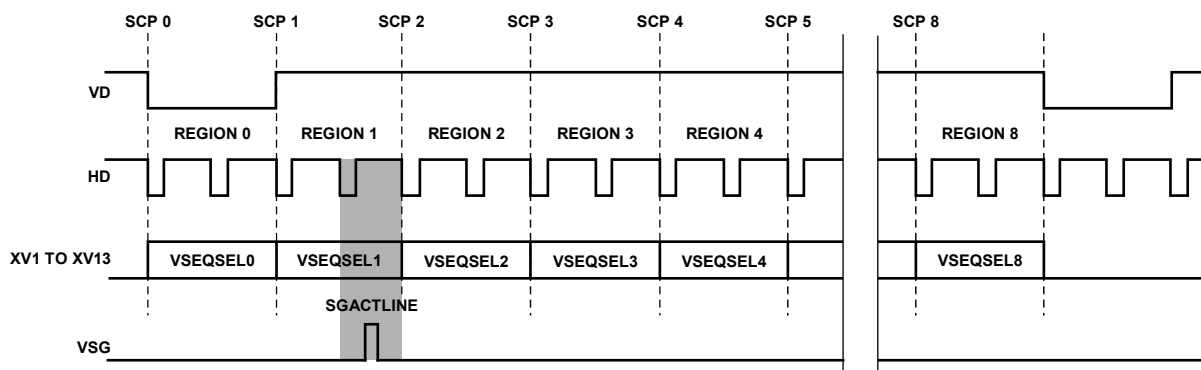 SCP 0 SCP 1 SCP 2 SCP 3 SCP 4 SCP 5 SCP 8
VD
REGION 0 REGION 1 REGION 2 REGION 3 REGION 4 REGION 8
HD
XV1 TO XV13 VSEQSEL0 VSEQSEL1 VSEQSEL2 VSEQSEL3 VSEQSEL4 VSEQSEL8
SGACTLINE
VSG